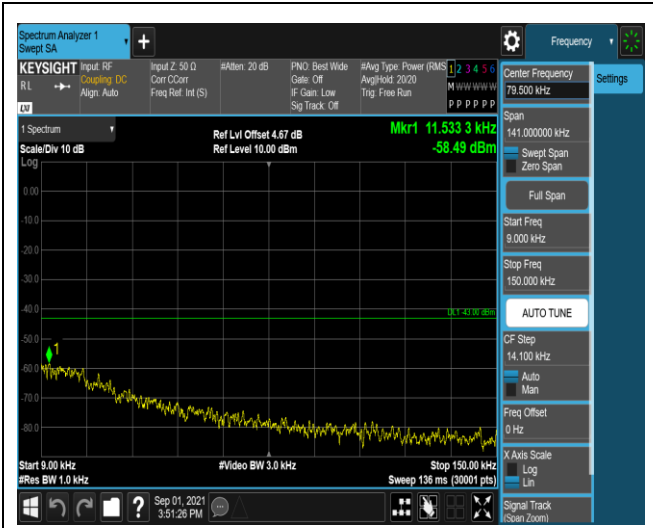 Spectrum Analyzer 1
Swept SA
+
Frequency
KEYSIGHT
RL
LXI
Input: RF
Coupling: DC
Align: Auto
Input Z: 50 Ω
Corr CCorr
Freq Ref: Int (S)
#Atten: 20 dB
PNO: Best Wide
Gate: Off
IF Gain: Low
Sig Track: Off
#Avg Type: Power (RMS
Avg|Hold: 20/20
Trig: Free Run
1 2 3 4 5 6
M W W W W W
P P P P P P
Center Frequency
79.500 kHz
Settings
Span
141.000000 kHz
Swept Span
Zero Span
Full Span
Start Freq
9.000 kHz
Stop Freq
150.000 kHz
AUTO TUNE
CF Step
14.100 kHz
Auto
Man
Freq Offset
0 Hz
X Axis Scale
Log
Lin
Signal Track
(Span Zoom)
1 Spectrum
Scale/Div 10 dB
Ref Lvl Offset 4.67 dB
Ref Level 10.00 dBm
Mkr1 11.533 3 kHz
-58.49 dBm
Log
0.00
-10.0
-20.0
-30.0
-40.0
DL1 -43.00 dBm
-50.0
1
-60.0
-70.0
-80.0
Start 9.00 kHz
#Video BW 3.0 kHz
Stop 150.00 kHz
#Res BW 1.0 kHz
Sweep 136 ms (30001 pts)
?
Sep 01, 2021
3:51:26 PM